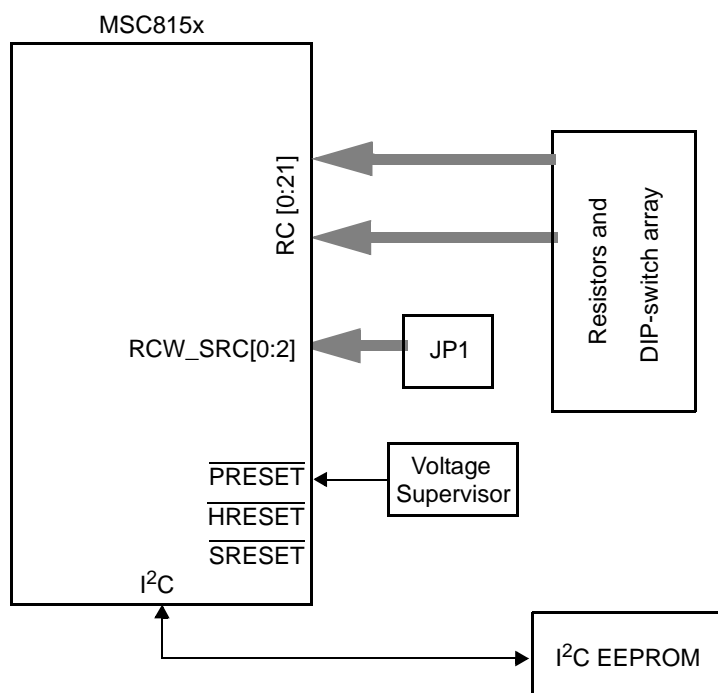 MSC815x
RC [0:21]
Resistors and
DIP-switch array
RCW_SRC[0:2]
JP1
PRESET
Voltage
Supervisor
HRESET
SRESET
I²C
I²C EEPROM